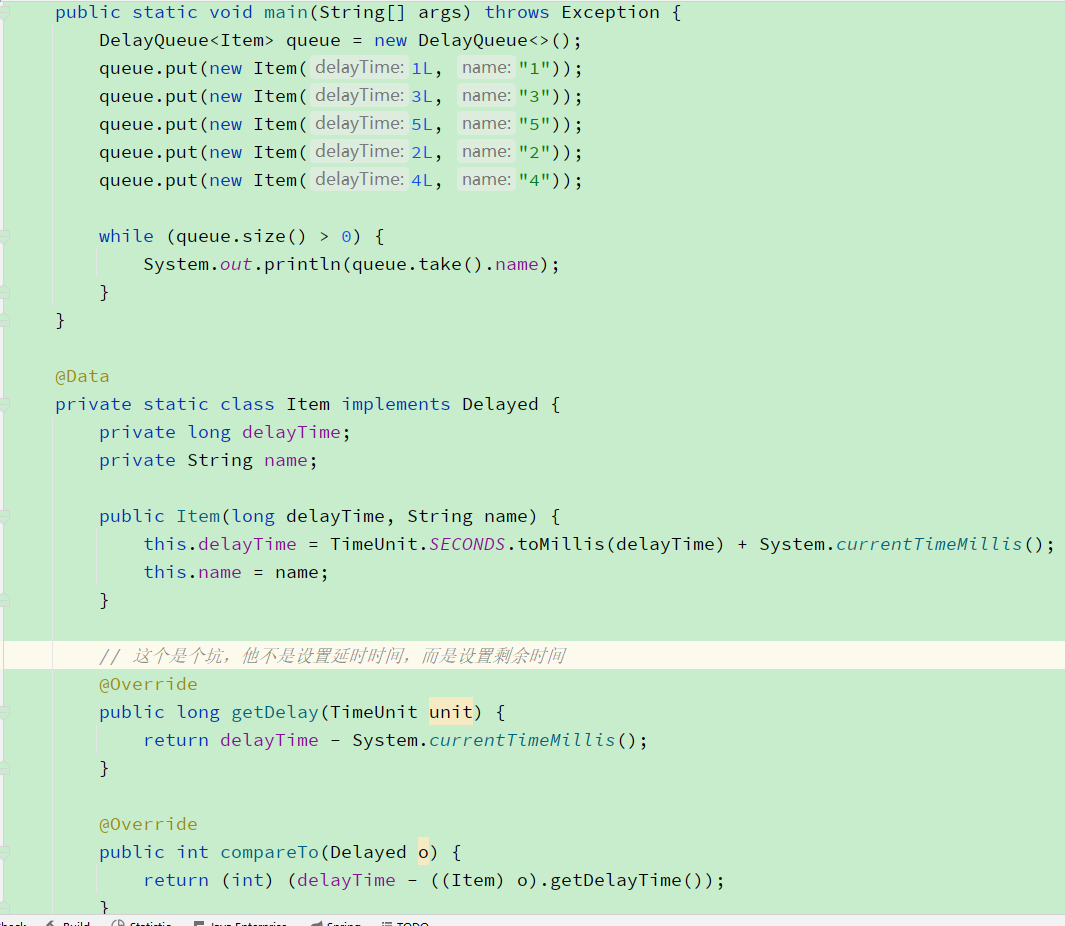 public static void main(String[] args) throws Exception {
DelayQueue<Item> queue = new DelayQueue<>();
queue.put(new Item( delayTime: 1L, name: "1"));
queue.put(new Item( delayTime: 3L, name: "3"));
queue.put(new Item( delayTime: 5L, name: "5"));
queue.put(new Item( delayTime: 2L, name: "2"));
queue.put(new Item( delayTime: 4L, name: "4"));
while (queue.size() > 0) {
System.out.println(queue.take().name);
}
}
@Data
private static class Item implements Delayed {
private long delayTime;
private String name;
public Item(long delayTime, String name) {
this.delayTime = TimeUnit.SECONDS.toMillis(delayTime) + System.currentTimeMillis();
this.name = name;
}
// 这个是个坑，他不是设置延时时间，而是设置剩余时间
@Override
public long getDelay(TimeUnit unit) {
return delayTime - System.currentTimeMillis();
}
@Override
public int compareTo(Delayed o) {
return (int) (delayTime - ((Item) o).getDelayTime());
}
Build Statistic Java Enterprise Spring TODO